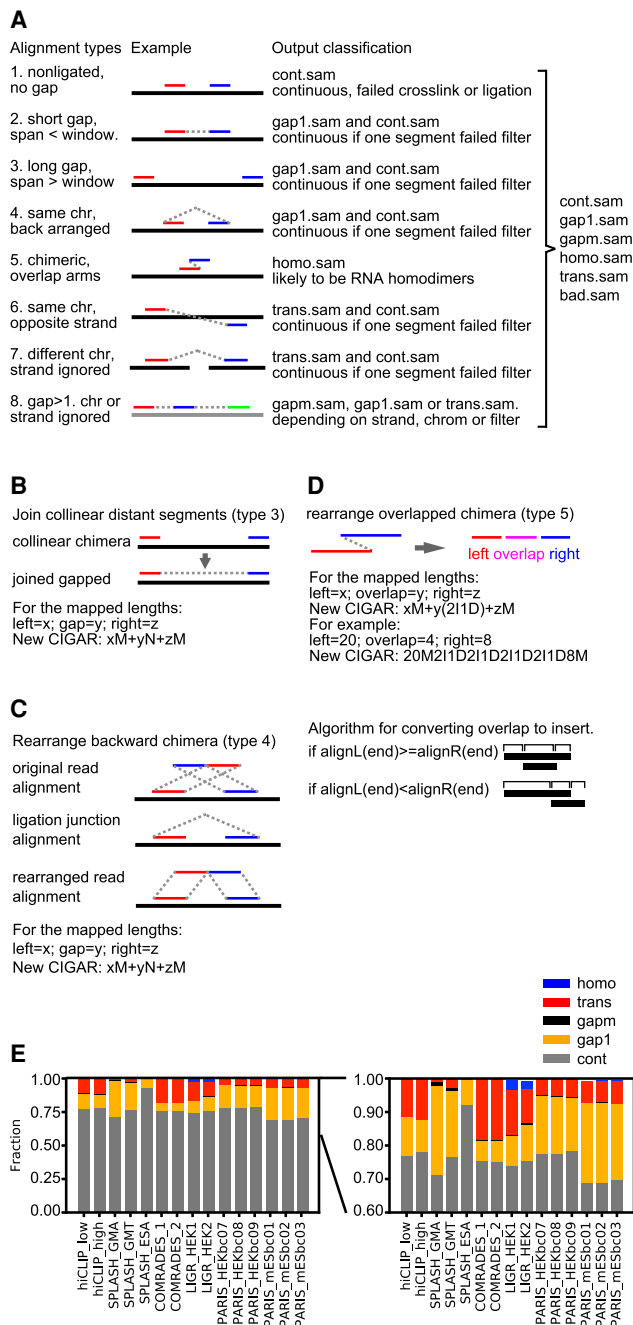 A
Alignment types Example Output classification
1. nonligated, no gap
cont.sam
continuous, failed crosslink or ligation
2. short gap, span < window.
gap1.sam and cont.sam
continuous if one segment failed filter
3. long gap, span > window
gap1.sam and cont.sam
continuous if one segment failed filter
4. same chr, back arranged
gap1.sam and cont.sam
continuous if one segment failed filter
5. chimeric, overlap arms
homo.sam
likely to be RNA homodimers
6. same chr, opposite strand
trans.sam and cont.sam
continuous if one segment failed filter
7. different chr, strand ignored
trans.sam and cont.sam
continuous if one segment failed filter
8. gap>1. chr or strand ignored
gapm.sam, gap1.sam or trans.sam.
depending on strand, chrom or filter
cont.sam
gap1.sam
gapm.sam
homo.sam
trans.sam
bad.sam
B
Join collinear distant segments (type 3)
collinear chimera
joined gapped
For the mapped lengths:
left=x; gap=y; right=z
New CIGAR: xM+yN+zM
D
rearrange overlapped chimera (type 5)
left overlap right
For the mapped lengths:
left=x; overlap=y; right=z
New CIGAR: xM+y(2I1D)+zM
For example:
left=20; overlap=4; right=8
New CIGAR: 20M2I1D2I1D2I1D2I1D8M
Algorithm for converting overlap to insert.
if alignL(end)>=alignR(end)
if alignL(end)<alignR(end)
C
Rearrange backward chimera (type 4)
original read
alignment
ligation junction
alignment
rearranged read
alignment
For the mapped lengths:
left=x; gap=y; right=z
New CIGAR: xM+yN+zM
E
homo
trans
gapm
gap1
cont
Fraction
1.00
0.75
0.50
0.25
0.00
hiCLIP_low
hiCLIP_high
SPLASH_GMA
SPLASH_GMT
SPLASH_ESA
COMRADES_1
COMRADES_2
LIGR_HEK1
LIGR_HEK2
PARIS_HEKbc07
PARIS_HEKbc08
PARIS_HEKbc09
PARIS_mESbc01
PARIS_mESbc02
PARIS_mESbc03
1.00
0.90
0.80
0.70
0.60
hiCLIP_low
hiCLIP_high
SPLASH_GMA
SPLASH_GMT
SPLASH_ESA
COMRADES_1
COMRADES_2
LIGR_HEK1
LIGR_HEK2
PARIS_HEKbc07
PARIS_HEKbc08
PARIS_HEKbc09
PARIS_mESbc01
PARIS_mESbc02
PARIS_mESbc03